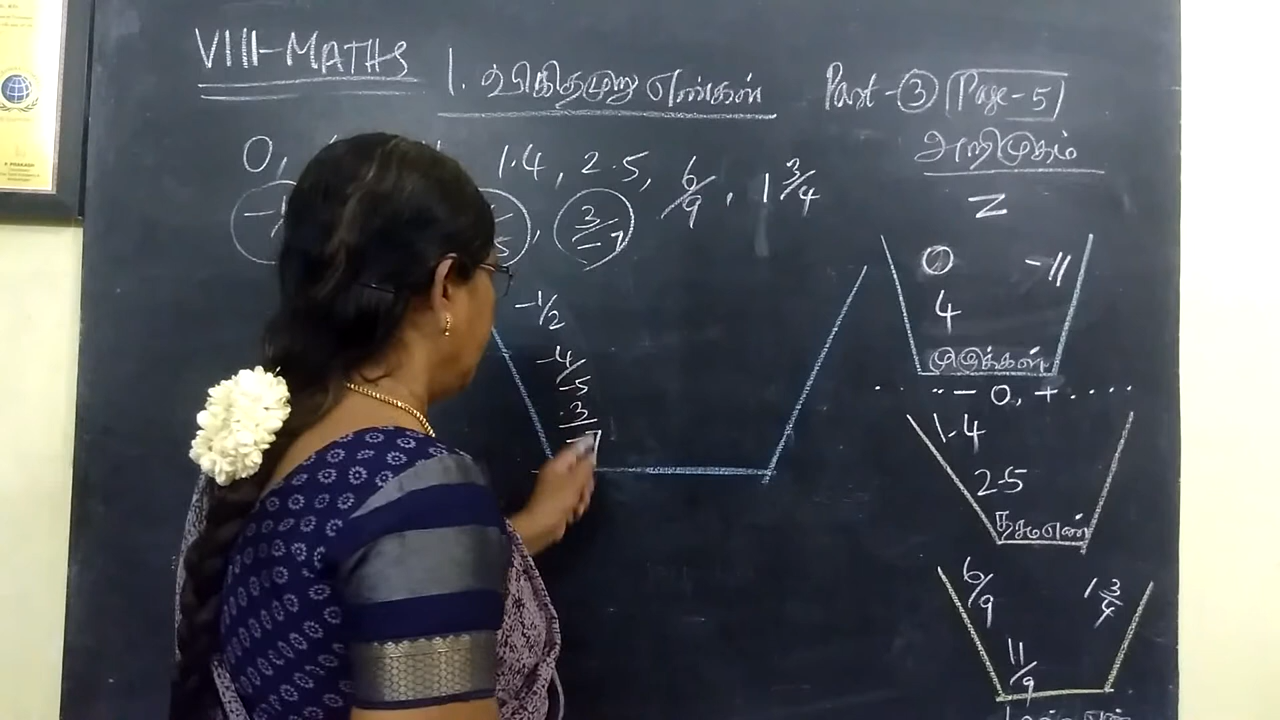 VIII-MATHS
1. விகிதமுறு எண்கள்
Part-③ Page-5
அறிமுகம்
0, 1.4, 2.5, 6/9, 1 3/4
3/-7
Z
0 -11
4
முழுக்கள்
.. - 0, + ....
-1/2
-4/-5
3/-7
1.4
2.5
தசமஎண்
6/9 1 3/4
11/9